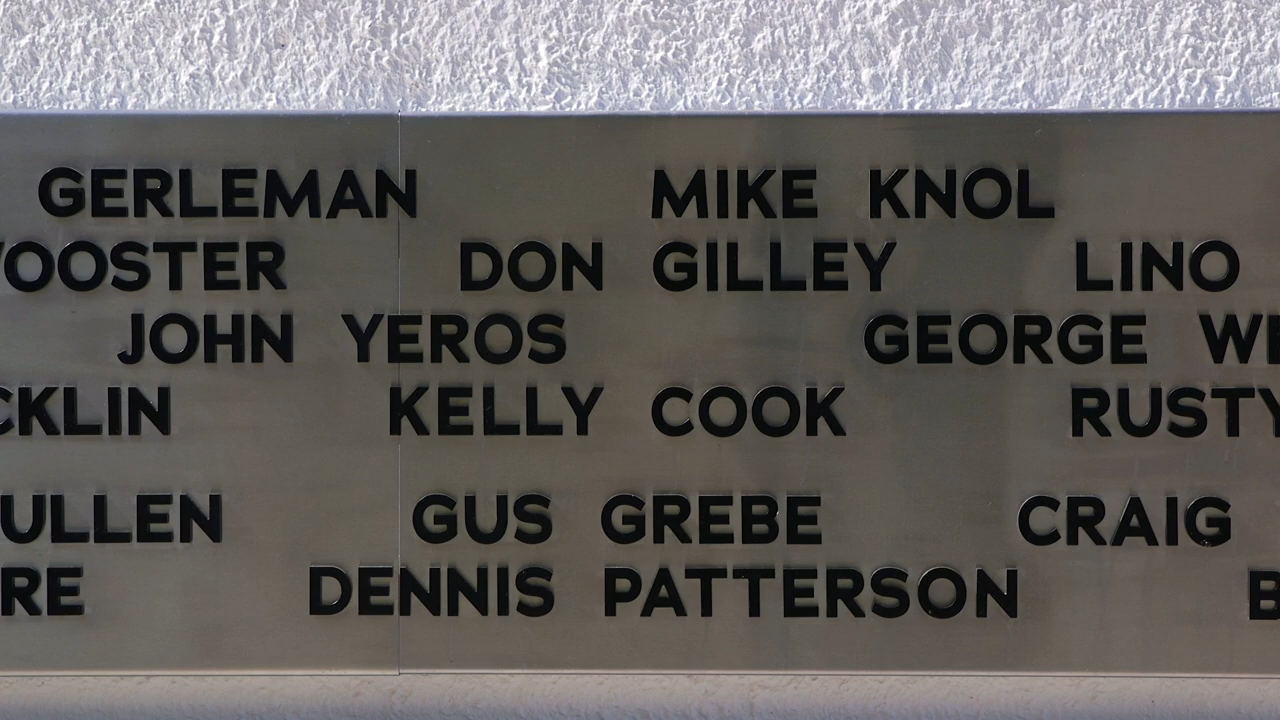 GERLEMAN MIKE KNOL
OOSTER DON GILLEY LINO
JOHN YEROS GEORGE WE
CKLIN KELLY COOK RUSTY
ULLEN GUS GREBE CRAIG
RE DENNIS PATTERSON B